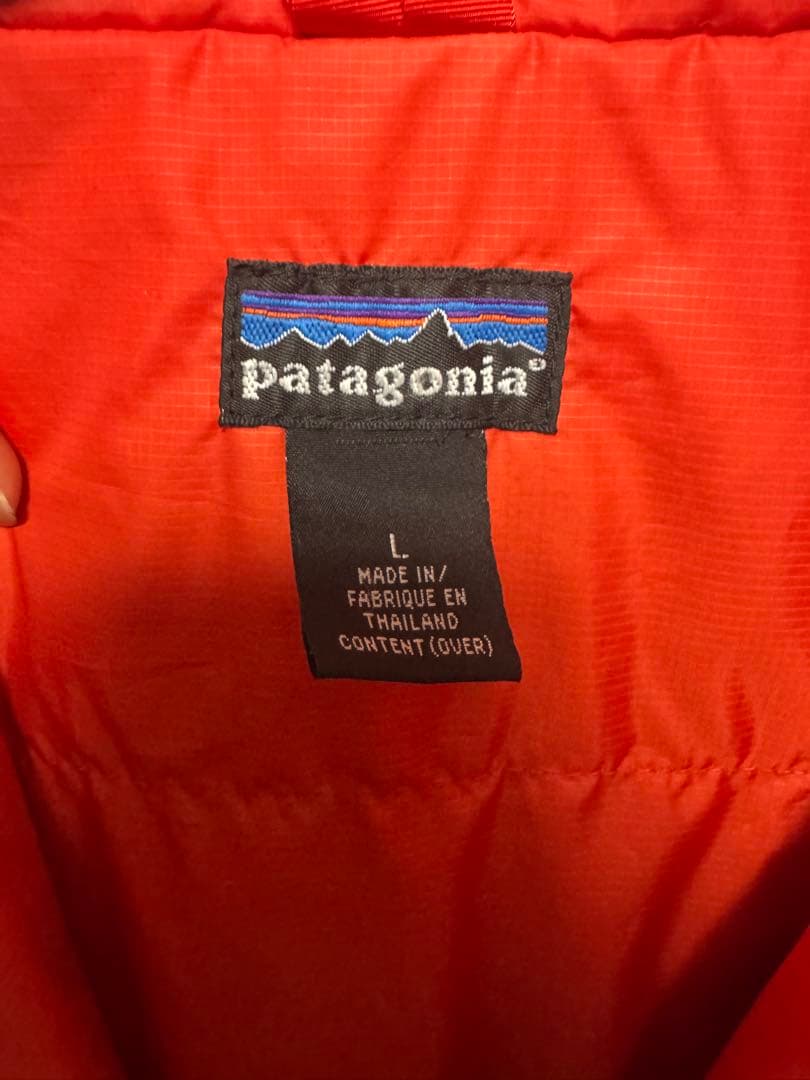 patagonia®
L
MADE IN/
FABRIQUE EN
THAILAND
CONTENT (OVER)